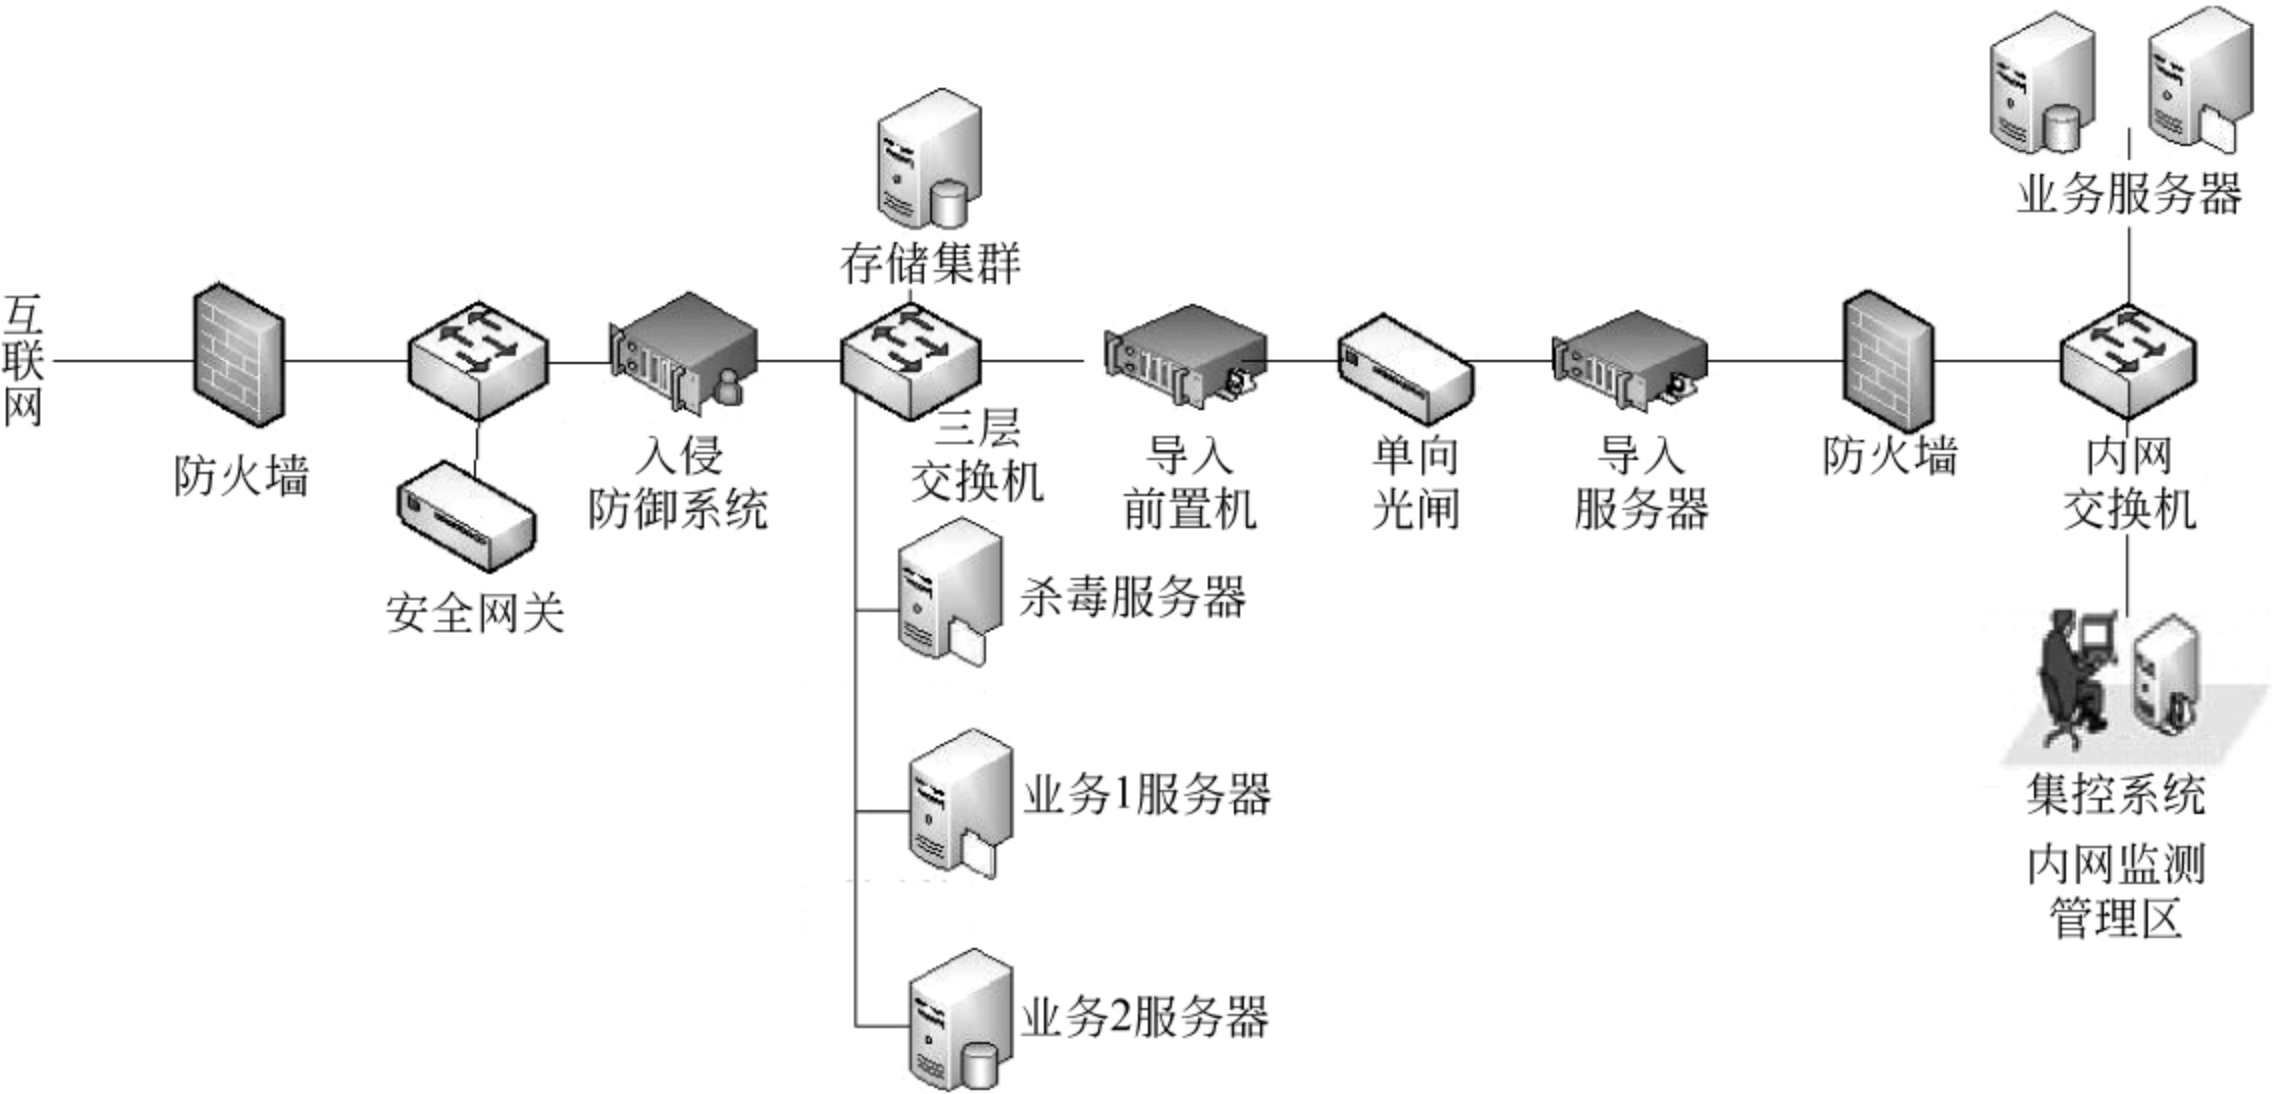 业务服务器
存储集群
互
联
网
防火墙
安全网关
入侵
防御系统
三层
交换机
导入
前置机
单向
光闸
导入
服务器
防火墙
内网
交换机
杀毒服务器
业务1服务器
业务2服务器
集控系统
内网监测
管理区